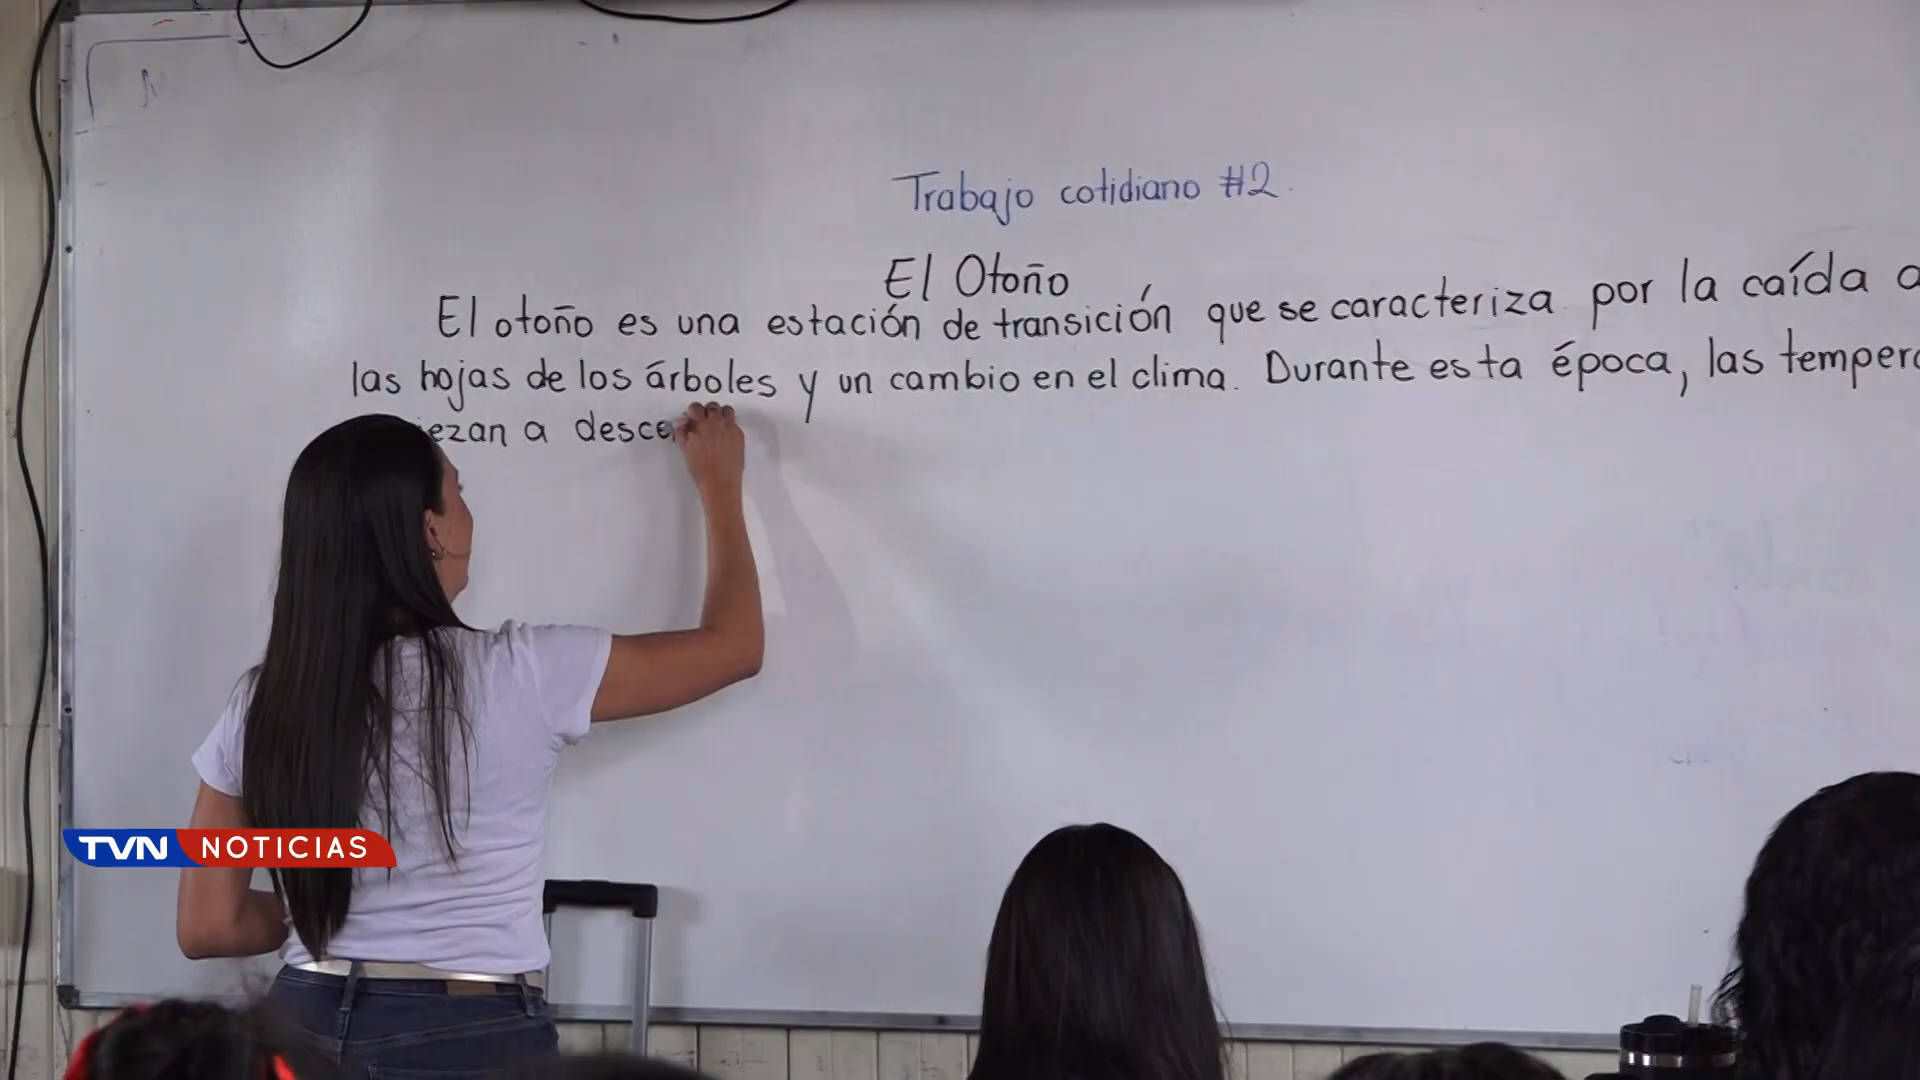 Trabajo cotidiano #2
El Otoño
El otoño es una estación de transición que se caracteriza por la caída
las hojas de los árboles y un cambio en el clima. Durante esta época, las
a
TVN NOTICIAS